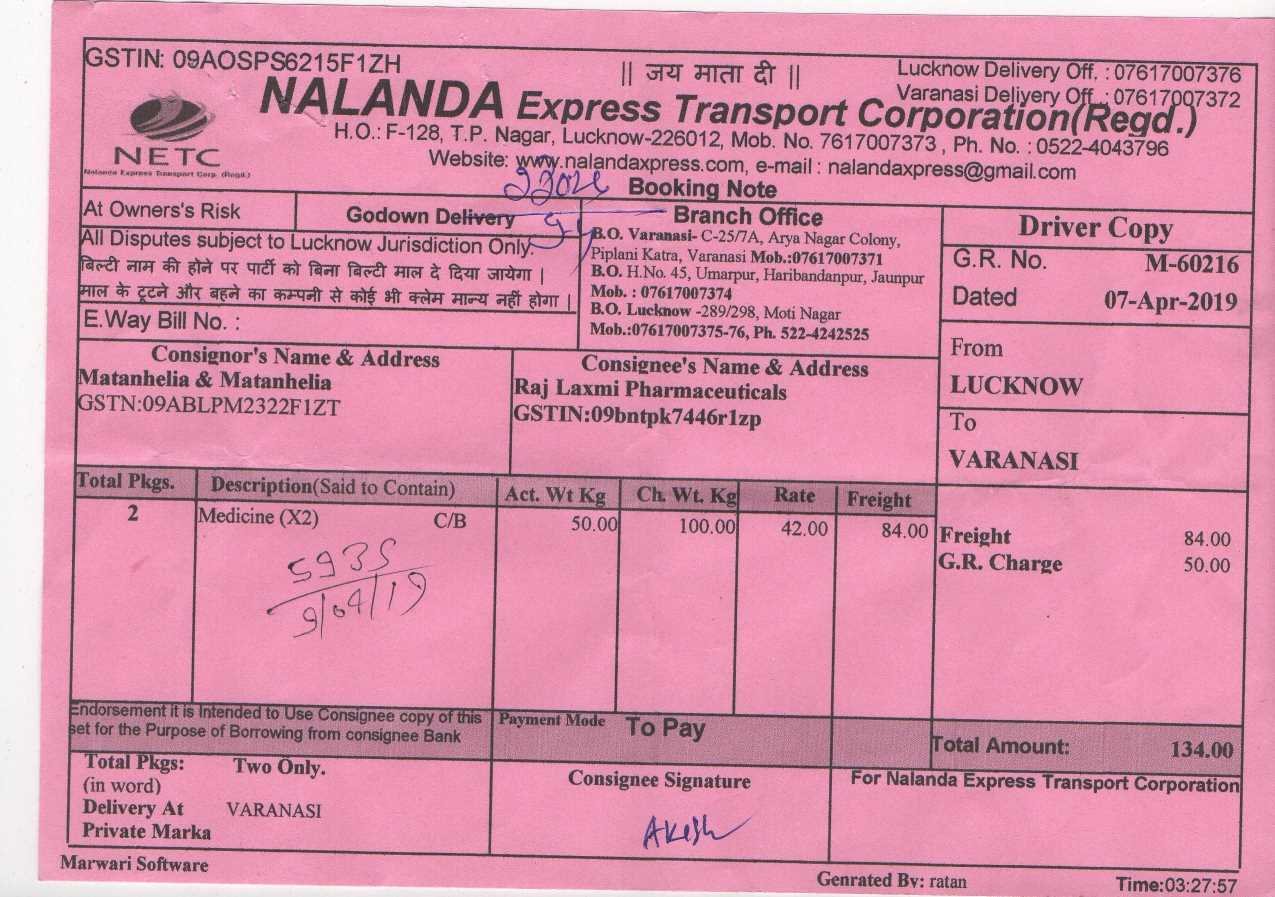 GSTIN: 09AOSPS6215F1ZH
|| जय माता दी ||
Lucknow Delivery Off. : 07617007376
Varanasi Delivery Off. : 07617007372
NALANDA Express Transport Corporation(Regd.)
NETC
Nalanda Express Transport Corp. (Regd.)
H.O.: F-128, T.P. Nagar, Lucknow-226012, Mob. No. 7617007373 , Ph. No. : 0522-4043796
Website: www.nalandaxpress.com, e-mail : nalandaxpress@gmail.com
Booking Note
At Owners's Risk
Godown Delivery
All Disputes subject to Lucknow Jurisdiction Only.
बिल्टी नाम की होने पर पार्टी को बिना बिल्टी माल दे दिया जायेगा |
माल के टूटने और बहने का कम्पनी से कोई भी क्लेम मान्य नहीं होगा |
E.Way Bill No. :
Branch Office
B.O. Varanasi- C-25/7A, Arya Nagar Colony,
Piplani Katra, Varanasi Mob.:07617007371
B.O. H.No. 45, Umarpur, Haribandanpur, Jaunpur
Mob. : 07617007374
B.O. Lucknow -289/298, Moti Nagar
Mob.:07617007375-76, Ph. 522-4242525
Driver Copy
G.R. No. M-60216
Dated 07-Apr-2019
From
LUCKNOW
To
VARANASI
Consignor's Name & Address
Matanhelia & Matanhelia
GSTN:09ABLPM2322F1ZT
Consignee's Name & Address
Raj Laxmi Pharmaceuticals
GSTIN:09bntpk7446r1zp
Total Pkgs. Description(Said to Contain) Act. Wt Kg Ch. Wt. Kg Rate Freight
2 Medicine (X2) C/B 50.00 100.00 42.00 84.00
5935
9/04/19
Freight 84.00
G.R. Charge 50.00
Endorsement it is Intended to Use Consignee copy of this
set for the Purpose of Borrowing from consignee Bank
Payment Mode To Pay
Total Amount: 134.00
Total Pkgs: Two Only.
(in word)
Delivery At VARANASI
Private Marka
Consignee Signature
Akesh
For Nalanda Express Transport Corporation
Marwari Software
Genrated By: ratan
Time:03:27:57